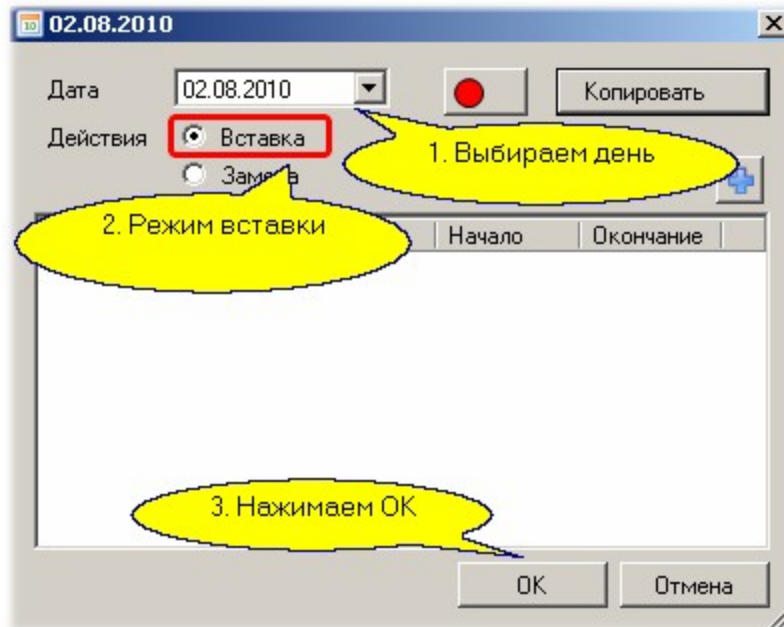 02.08.2010
Дата 02.08.2010 Копировать
Действия Вставка
1. Выбираем день
2. Режим вставки
Начало Окончание
3. Нажимаем ОК
OK Отмена